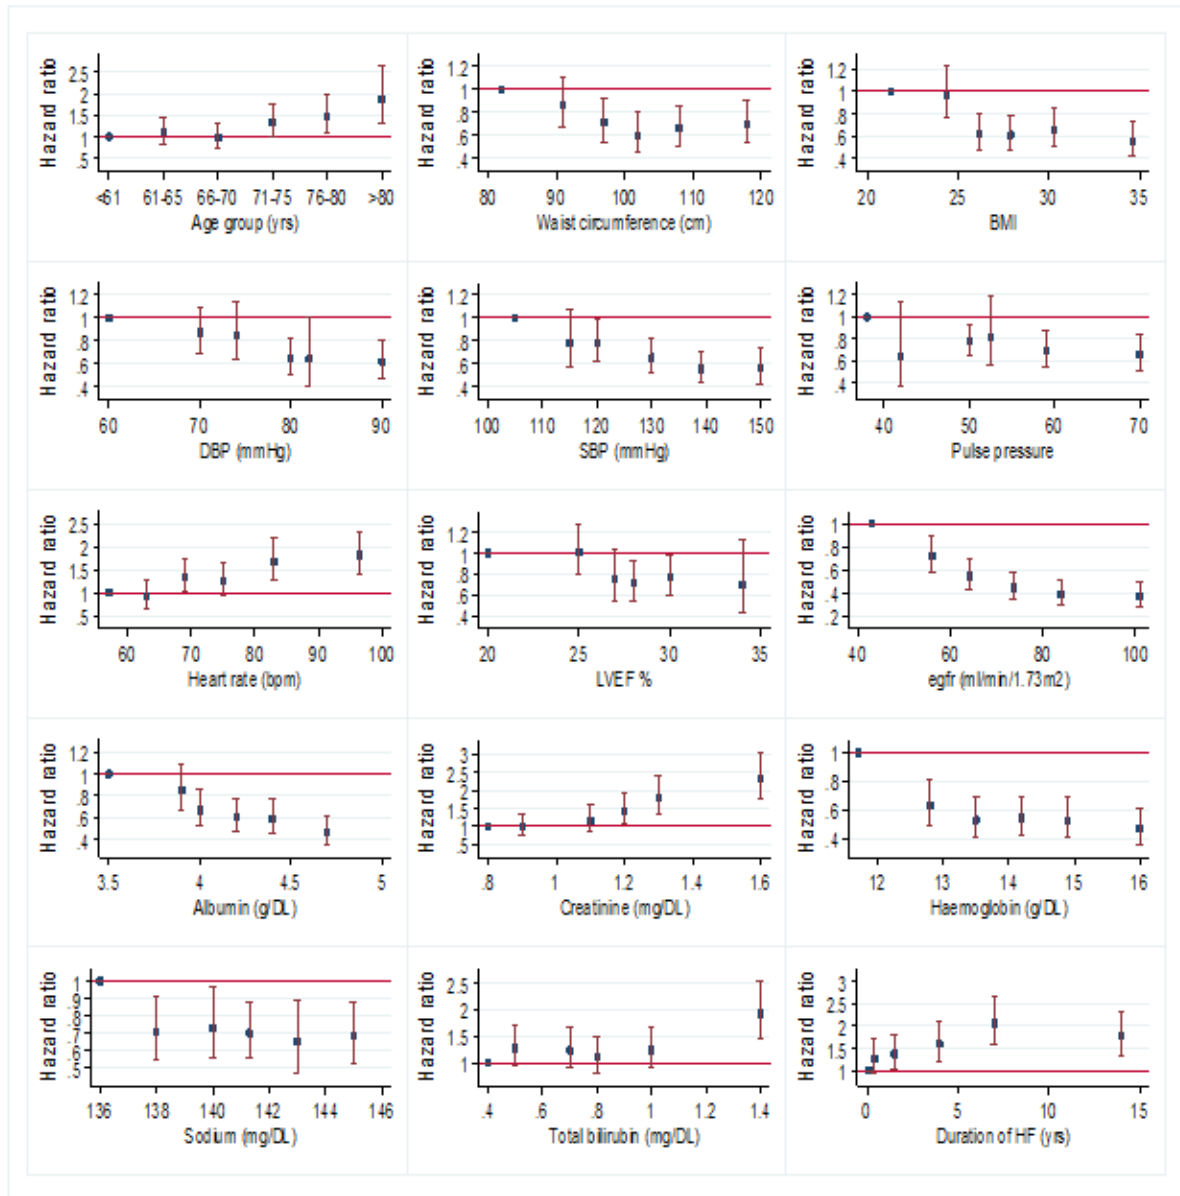 Hazard ratio
2.5
2
1.5
1
.5
<61 61-65 66-70 71-75 76-80 >80
Age group (yrs)
Hazard ratio
1.2
1
.8
.6
.4
80 90 100 110 120
Waist circumference (cm)
Hazard ratio
1.2
1
.8
.6
.4
20 25 30 35
BMI
Hazard ratio
1.2
1
.8
.6
.4
60 70 80 90
DBP (mmHg)
Hazard ratio
1.2
1
.8
.6
.4
100 110 120 130 140 150
SBP (mmHg)
Hazard ratio
1.2
1
.8
.6
.4
40 50 60 70
Pulse pressure
Hazard ratio
2.5
2
1.5
1
.5
60 70 80 90 100
Heart rate (bpm)
Hazard ratio
1.2
1
.8
.6
.4
20 25 30 35
LVEF %
Hazard ratio
1
.8
.6
.4
.2
40 60 80 100
egfr (ml/min/1.73m2)
Hazard ratio
1.2
1
.8
.6
.4
3.5 4 4.5 5
Albumin (g/DL)
Hazard ratio
3
2.5
2
1.5
1
.5
.8 1 1.2 1.4 1.6
Creatinine (mg/DL)
Hazard ratio
1
.8
.6
.4
12 13 14 15 16
Haemoglobin (g/DL)
Hazard ratio
1
.9
.8
.7
.6
.5
136 138 140 142 144 146
Sodium (mg/DL)
Hazard ratio
2.5
2
1.5
1
.4 .6 .8 1 1.2 1.4
Total bilirubin (mg/DL)
Hazard ratio
3
2.5
2
1.5
1
0 5 10 15
Duration of HF (yrs)